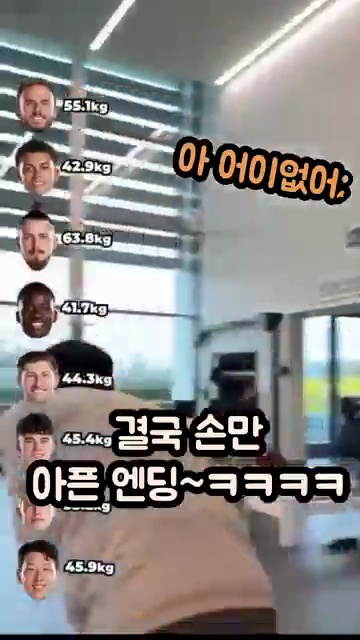 55.1kg
42.9kg
아 어이없어;
63.8kg
41.7kg
44.3kg
45.4kg
결국 손만
아픈 엔딩~ㅋㅋㅋㅋ
45.9kg